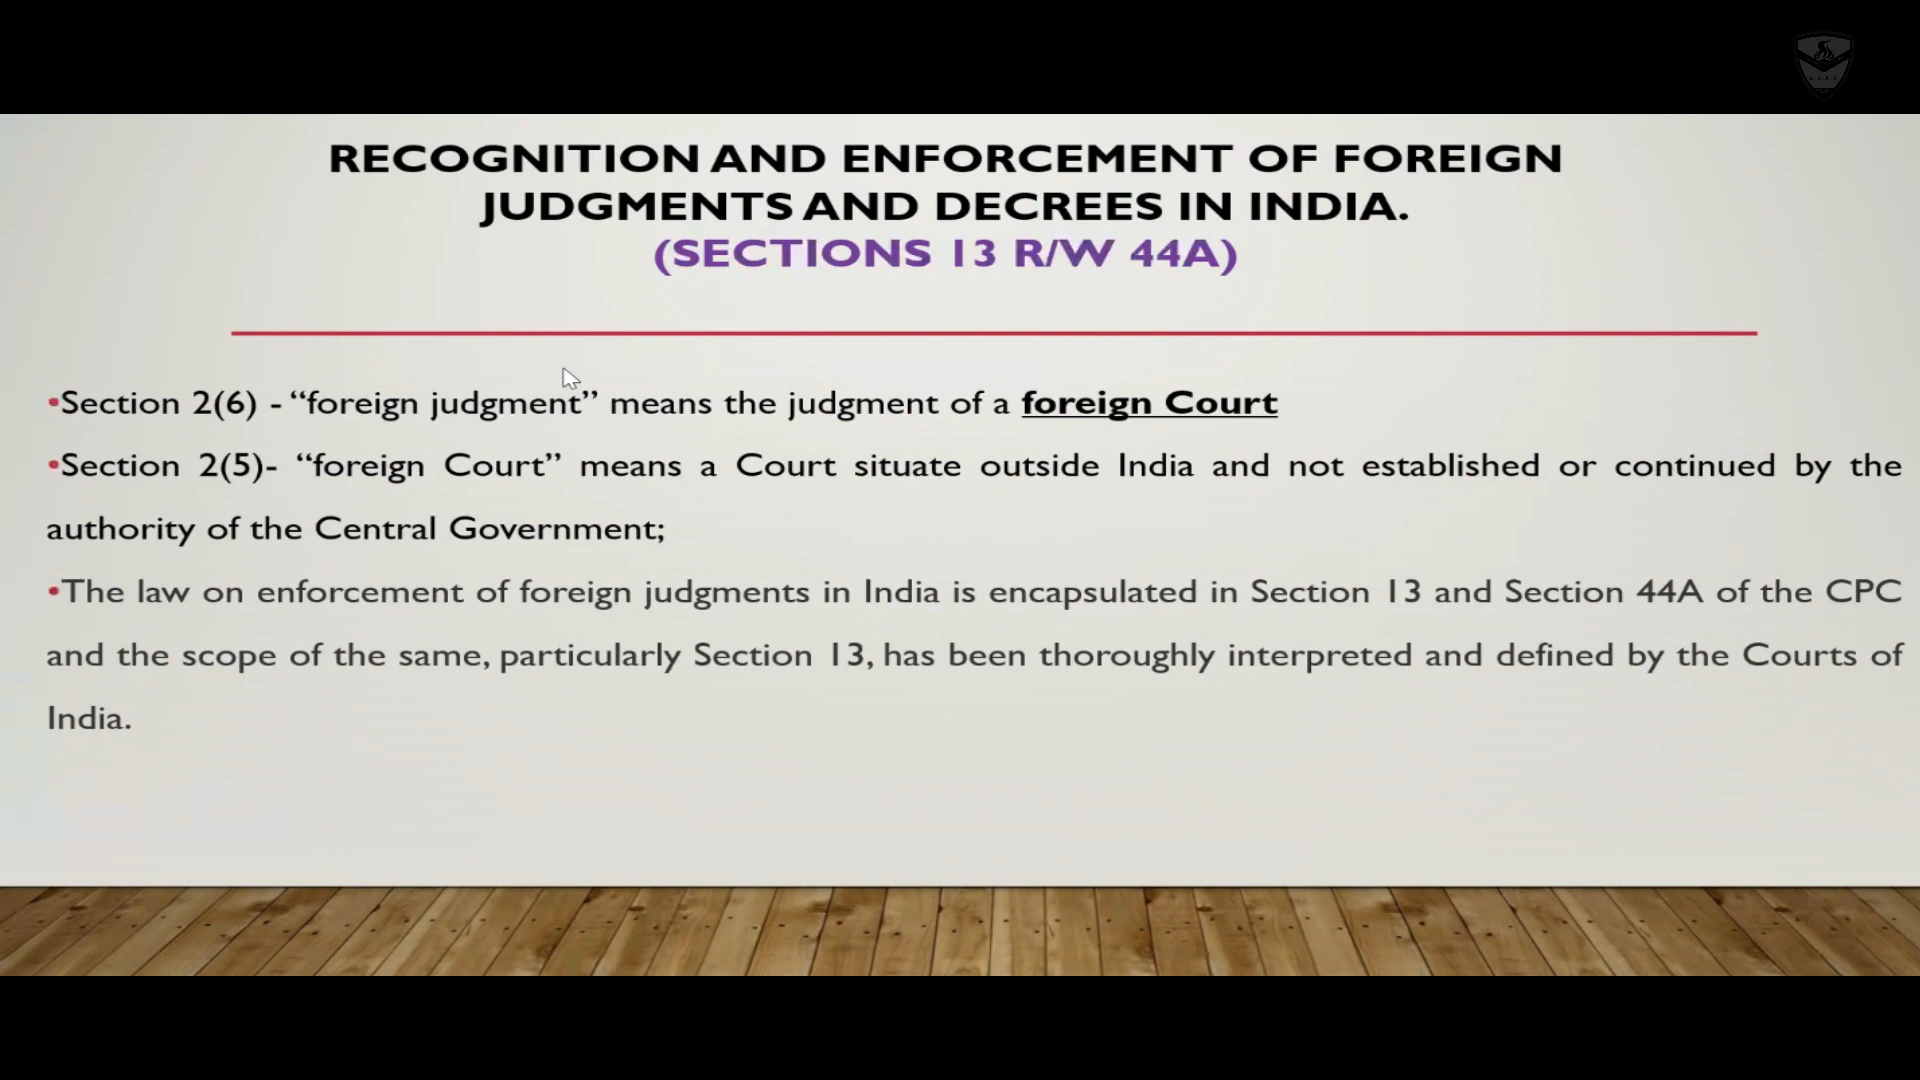 RECOGNITION AND ENFORCEMENT OF FOREIGN
JUDGMENTS AND DECREES IN INDIA.
(SECTIONS 13 R/W 44A)
•Section 2(6) - “foreign judgment” means the judgment of a foreign Court
•Section 2(5)- “foreign Court” means a Court situate outside India and not established or continued by the
authority of the Central Government;
•The law on enforcement of foreign judgments in India is encapsulated in Section 13 and Section 44A of the CPC
and the scope of the same, particularly Section 13, has been thoroughly interpreted and defined by the Courts of
India.